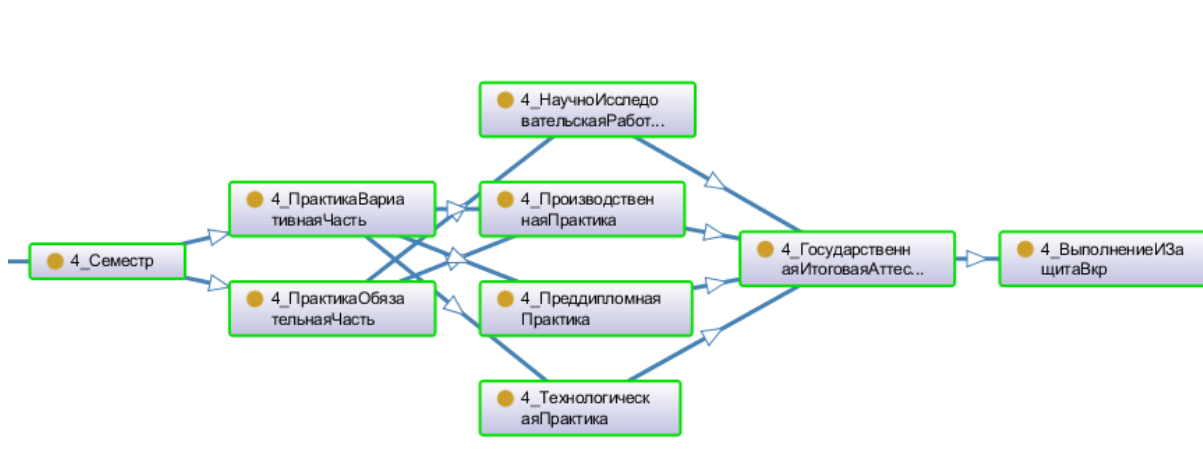 4_НаучноИсследо
вательскаяРабот...
4_ПрактикаВариа
тивнаяЧасть
4_Производствен
наяПрактика
4_Семестр
4_Государственн
аяИтоговаяАттес...
4_ВыполнениеИЗа
щитаВкр
4_ПрактикаОбяза
тельнаяЧасть
4_Преддипломная
Практика
4_Технологическ
аяПрактика